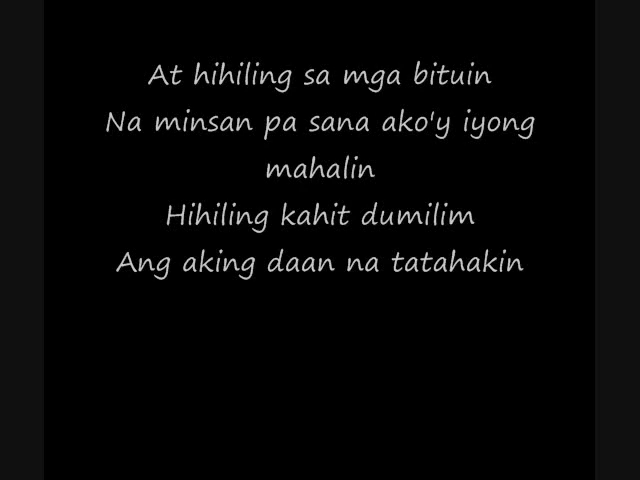 At hihiling sa mga bituin
Na minsan pa sana ako'y iyong
mahalin
Hihiling kahit dumilim
Ang aking daan na tatahakin